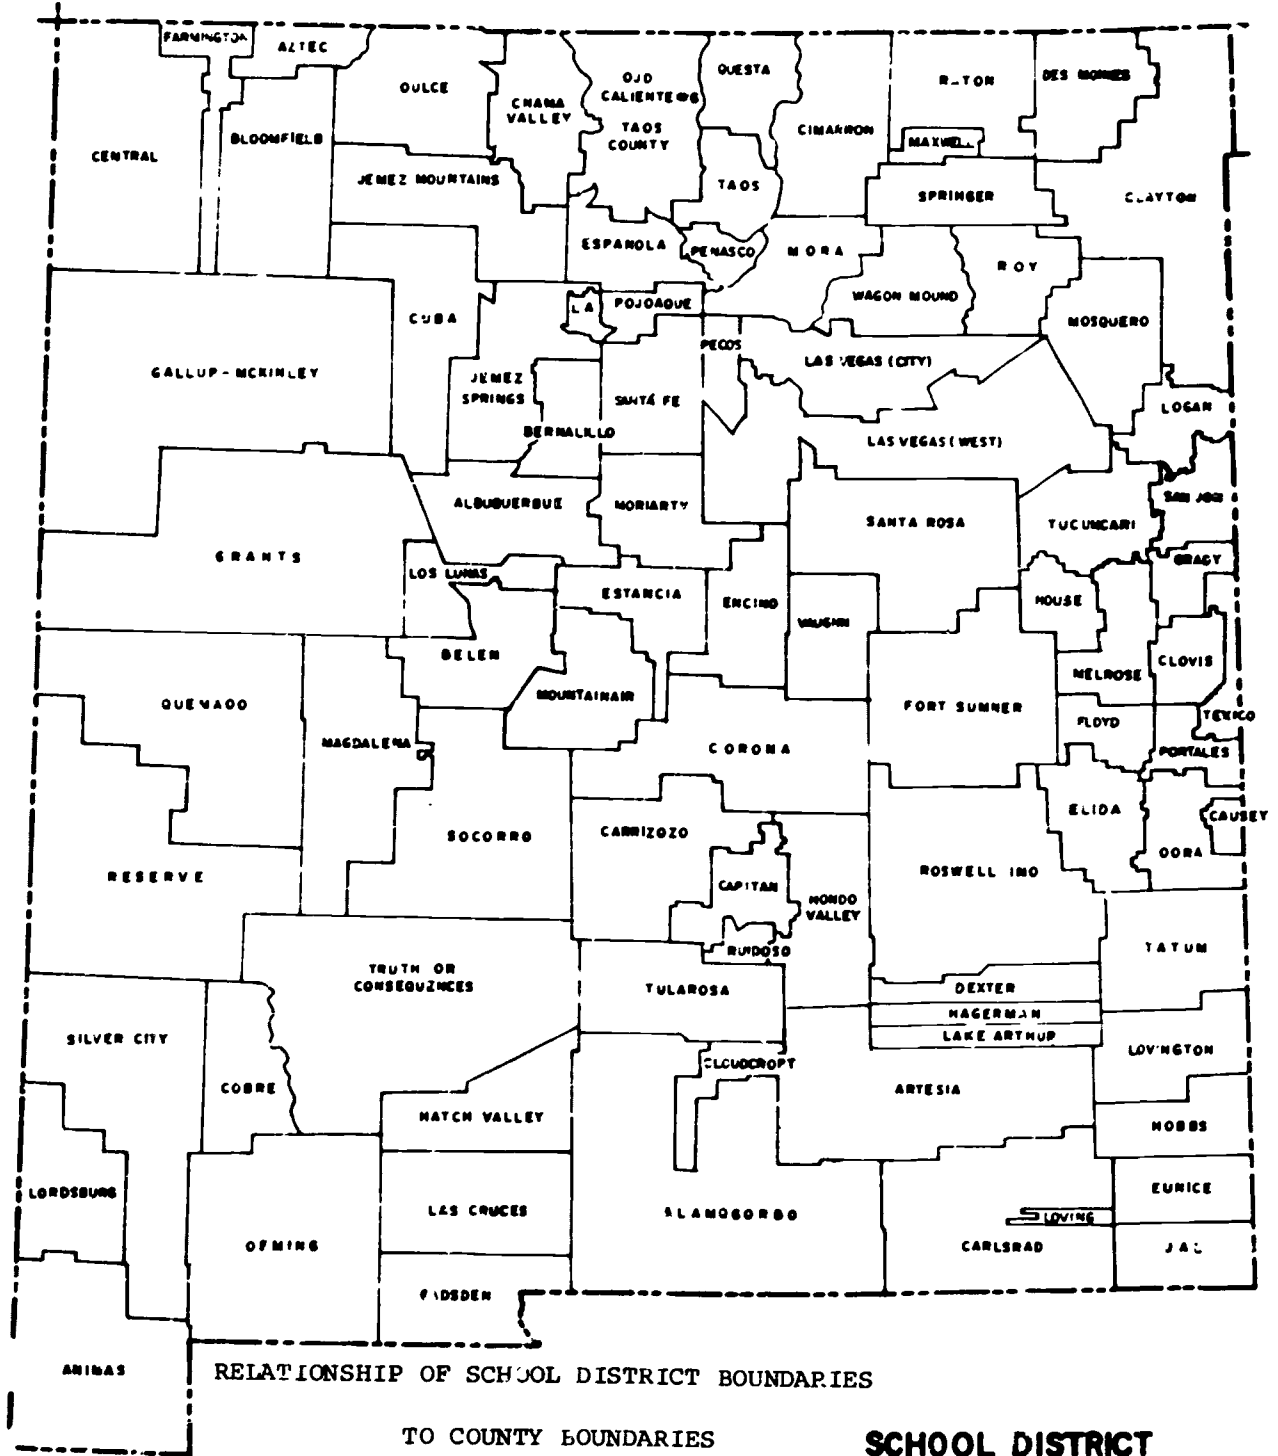 FARMINGTON
AZTEC
DULCE
CHAMA
VALLEY
OJO
CALIENTE #6
TAOS
COUNTY
QUESTA
CIMARRON
R-TON
DES MOINES
CENTRAL
BLOOMFIELD
MAXWELL
JEMEZ MOUNTAINS
TAOS
SPRINGER
CLAYTON
ESPANOLA
PENASCO
MORA
ROY
LA
POJOAQUE
WAGON MOUND
CUBA
MOSQUERO
PECOS
GALLUP-MCKINLEY
LAS VEGAS (CITY)
JEMEZ
SPRINGS
SANTA FE
LOGAN
BERNALILLO
LAS VEGAS (WEST)
ALBUQUERQUE
MORIARTY
SANTA ROSA
TUCUMCARI
SAN JON
GRANTS
GRADY
LOS LUNAS
ESTANCIA
ENCINO
HOUSE
VAUGHN
BELEN
CLOVIS
MELROSE
QUEMADO
MOUNTAINAIR
FORT SUMNER
TEXICO
FLOYD
MAGDALENA
CORONA
PORTALES
SOCORRO
CARRIZOZO
ELIDA
CAUSEY
DORA
RESERVE
CAPITAN
ROSWELL IND
HONDO
VALLEY
RUIDOSO
TATUM
TRUTH OR
CONSEQUENCES
TULAROSA
DEXTER
HAGERMAN
SILVER CITY
LAKE ARTHUR
LOVINGTON
CLOUDCROFT
COBRE
ARTESIA
HATCH VALLEY
HOBBS
LORDSBURG
EUNICE
LAS CRUCES
ALAMOGORDO
LOVING
DEMING
CARLSBAD
JAL
GADSDEN
ANIMAS
RELATIONSHIP OF SCHOOL DISTRICT BOUNDARIES
TO COUNTY BOUNDARIES
SCHOOL DISTRICT